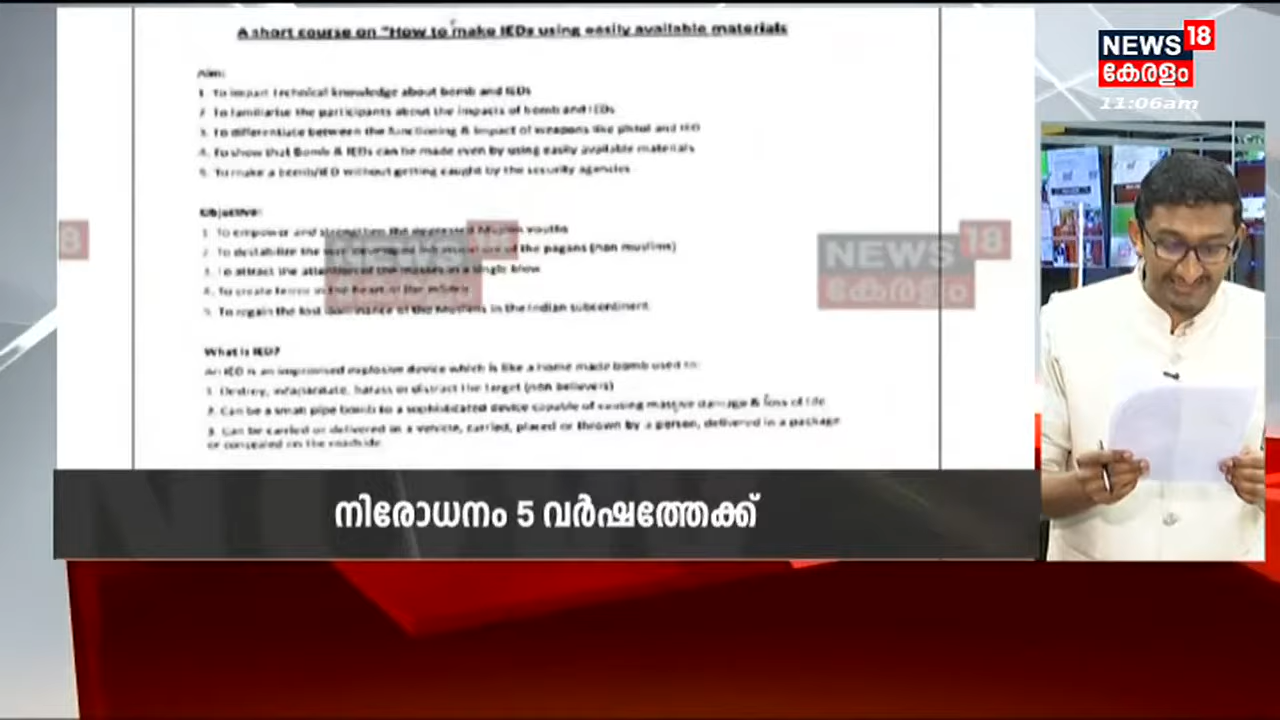 A short course on "How to make IEDs using easily available materials
Aim:
1. To impart technical knowledge about bomb and IEDs
2. To familiarise the participants about the impacts of bomb and IEDs
3. To differentiate between the functioning & impact of weapons like pistol and IED
4. To show that Bomb & IEDs can be made even by using easily available materials
5. To make a bomb/IED without getting caught by the security agencies
Objective:
1. To empower and strengthen the depressed Muslim youths
2. To destabilize the of the pagans (non muslims)
3. To attract the attention of the masses in a single blow
4. To create terror in the heart of the
5. To regain the lost dominance of the Muslims in the Indian subcontinent
What is IED?
An IED is an improvised explosive device which is like a home made bomb used to:
1. Destroy, incapacitate, harass or distract the target (non believers)
2. Can be a small pipe bomb to a sophisticated device capable of causing massive damage & loss of life
3. Can be carried or delivered in a vehicle, carried, placed or thrown by a person, delivered in a package
or concealed on the roadside
NEWS 18
കേരളം
NEWS 18
കേരളം
8
നിരോധനം 5 വർഷത്തേക്ക്
NEWS 18
കേരളം
11:06am